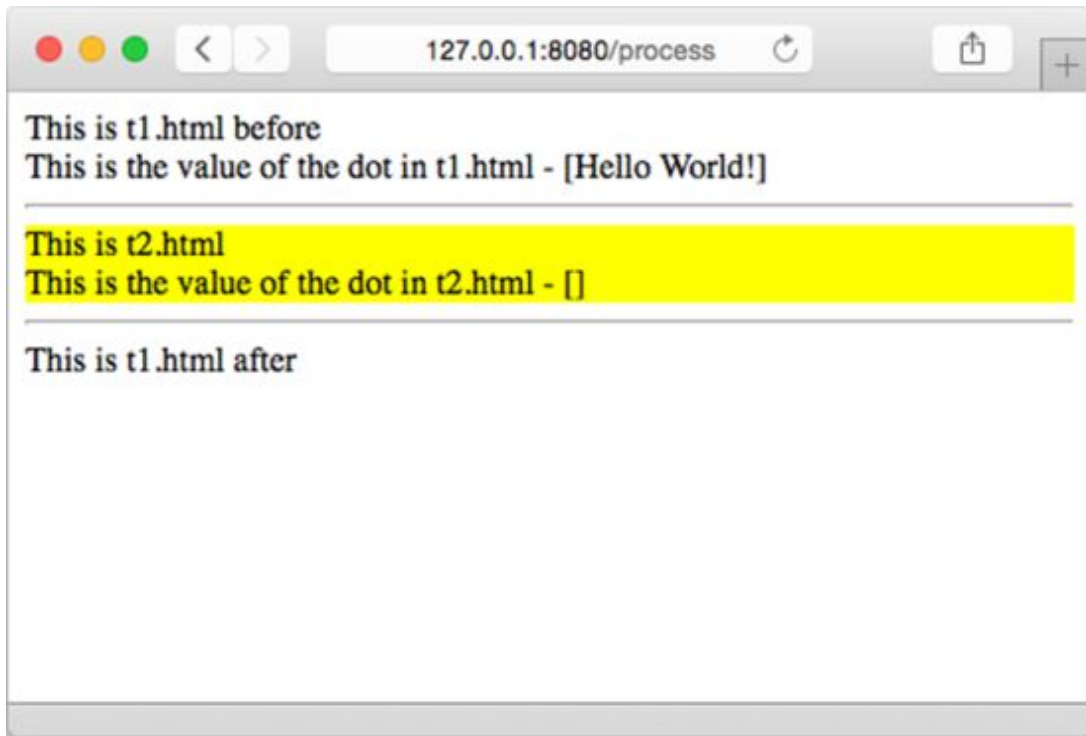 127.0.0.1:8080/process
This is t1.html before
This is the value of the dot in t1.html - [Hello World!]
This is t2.html
This is the value of the dot in t2.html - []
This is t1.html after